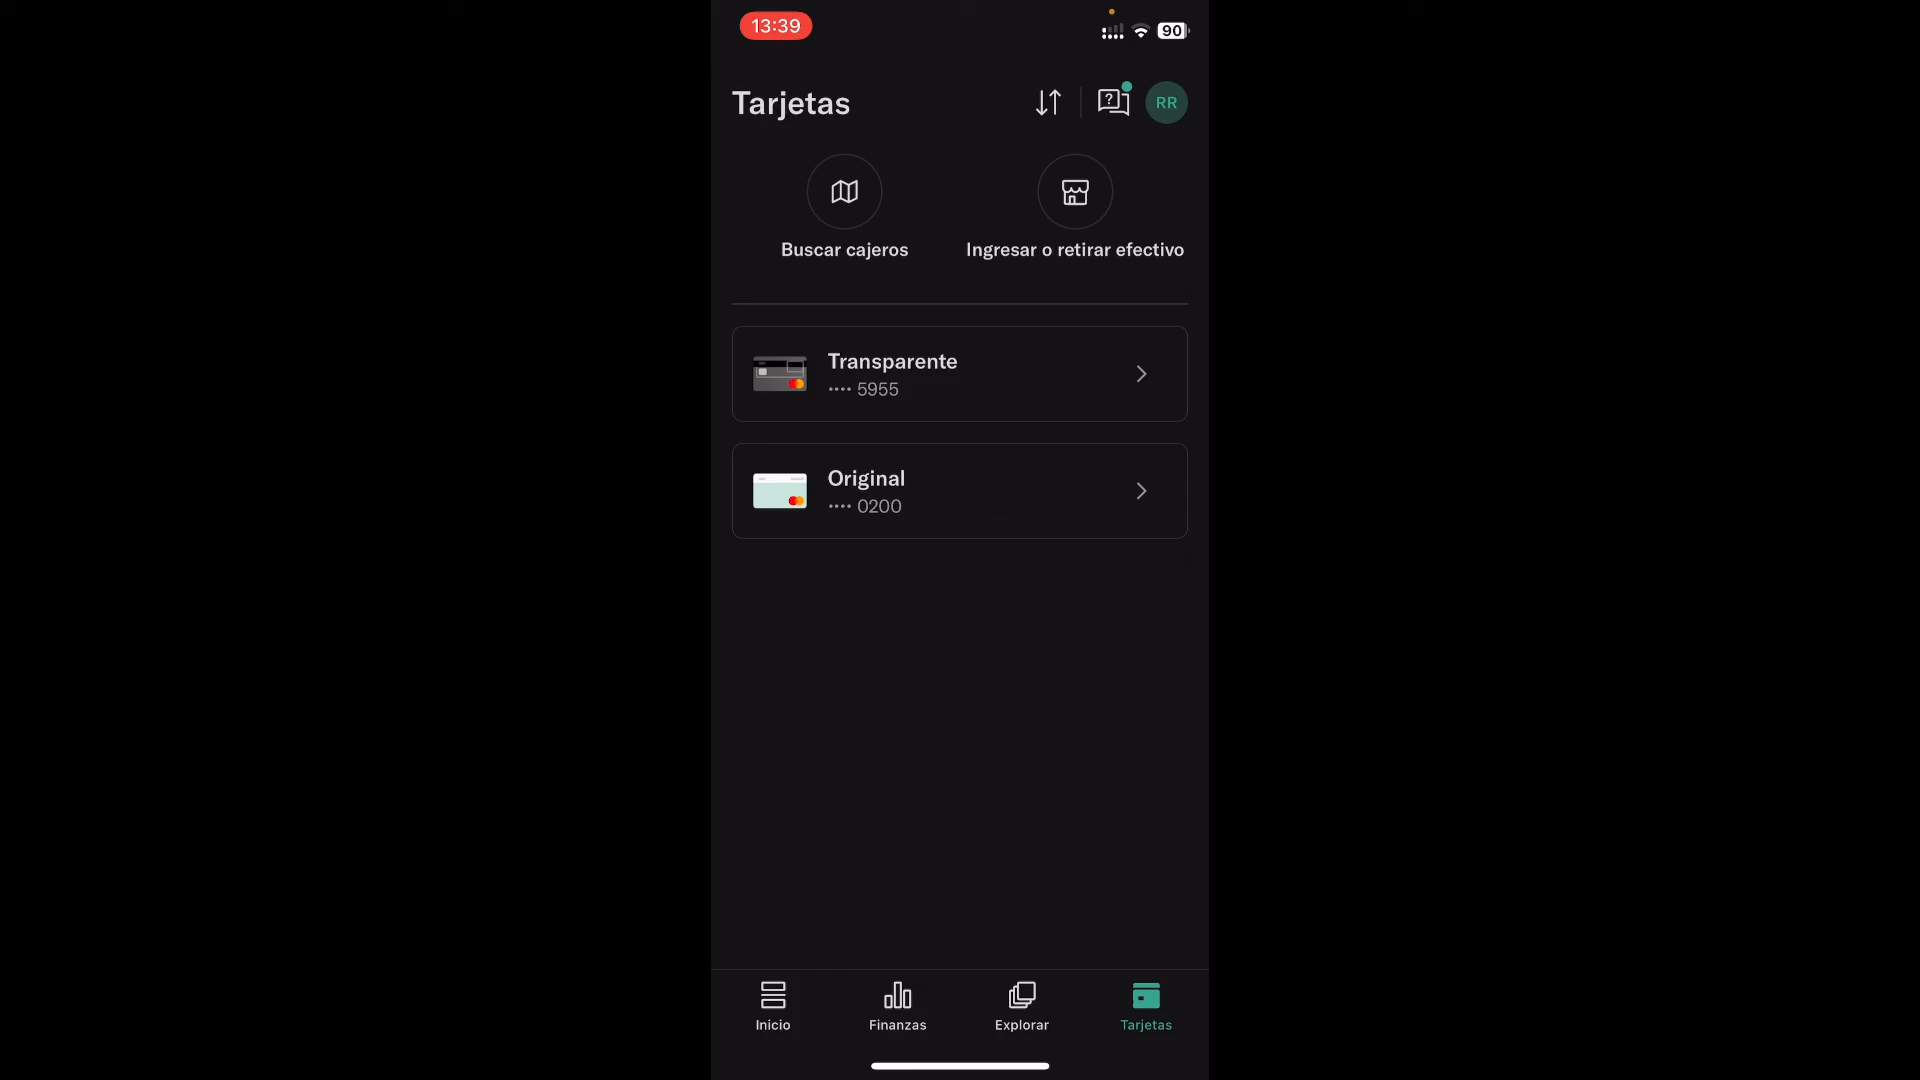 13:39
90
Tarjetas
RR
Buscar cajeros
Ingresar o retirar efectivo
Transparente
•••• 5955
Original
•••• 0200
Inicio
Finanzas
Explorar
Tarjetas